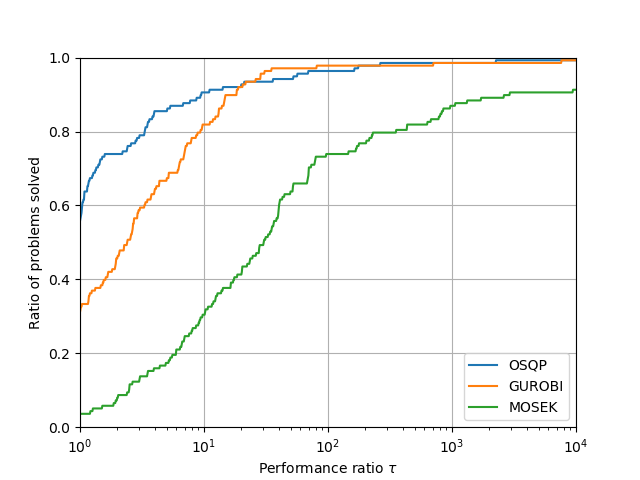 1.0
0.8
0.6
0.4
0.2
0.0
Ratio of problems solved
OSQP
GUROBI
MOSEK
10⁰ 10¹ 10² 10³ 10⁴
Performance ratio τ